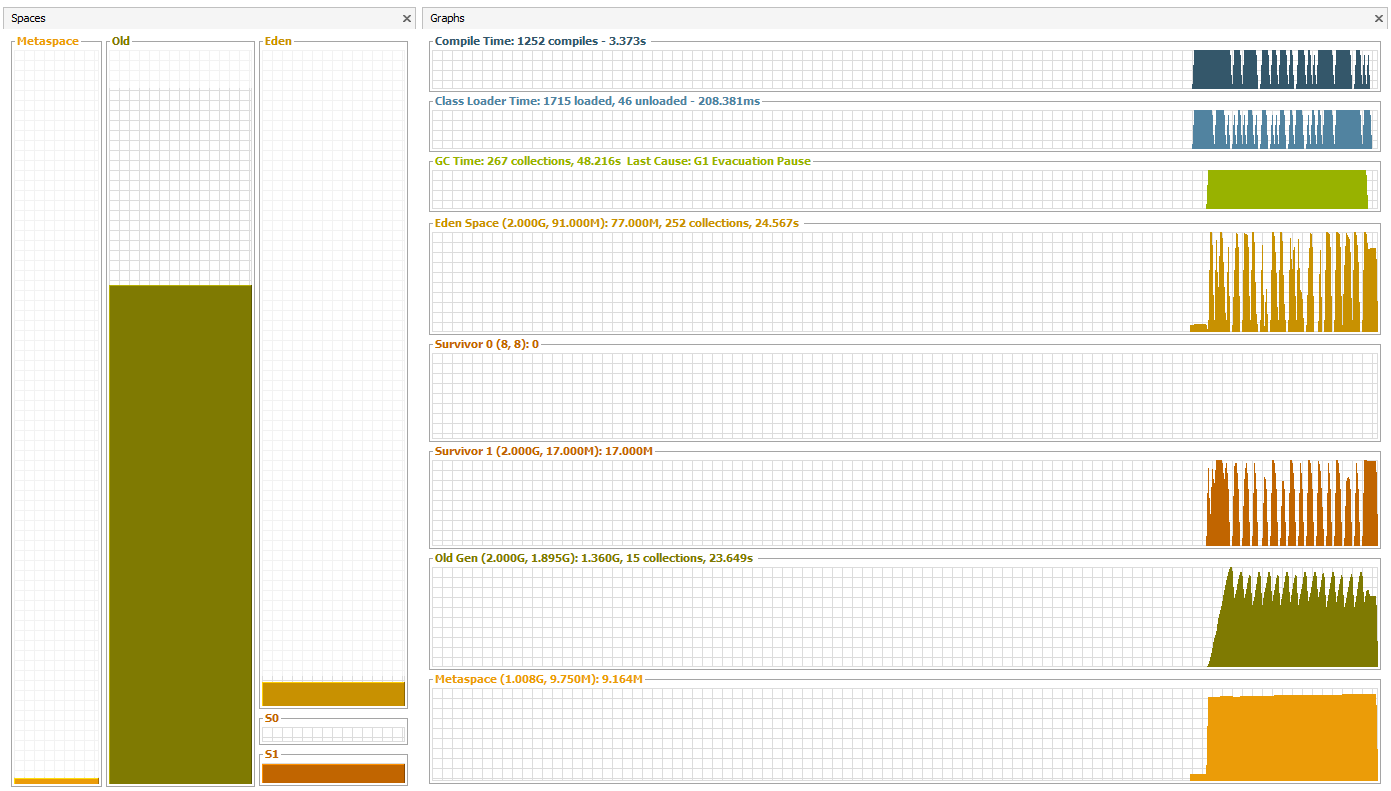 Spaces
Metaspace
Old
Eden
S0
S1
Graphs
Compile Time: 1252 compiles - 3.373s
Class Loader Time: 1715 loaded, 46 unloaded - 208.381ms
GC Time: 267 collections, 48.216s Last Cause: G1 Evacuation Pause
Eden Space (2.000G, 91.000M): 77.000M, 252 collections, 24.567s
Survivor 0 (8, 8): 0
Survivor 1 (2.000G, 17.000M): 17.000M
Old Gen (2.000G, 1.895G): 1.360G, 15 collections, 23.649s
Metaspace (1.008G, 9.750M): 9.164M